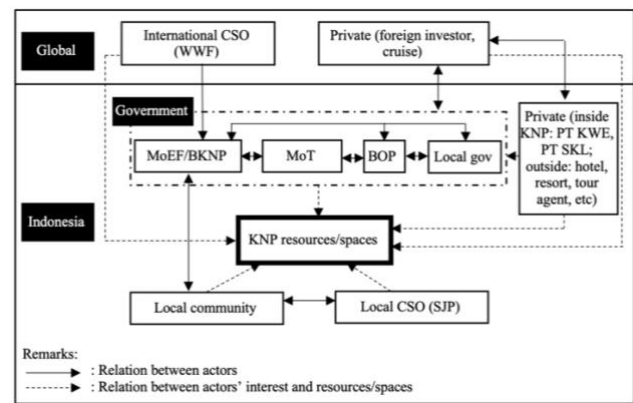 Global
International CSO
(WWF)
Private (foreign investor,
cruise)
Government
MoEF/BKNP
MoT
BOP
Local gov
Private (inside
KNP: PT KWE,
PT SKL;
outside: hotel,
resort, tour
agent, etc)
Indonesia
KNP resources/spaces
Local community
Local CSO (SJP)
Remarks:
: Relation between actors
: Relation between actors’ interest and resources/spaces